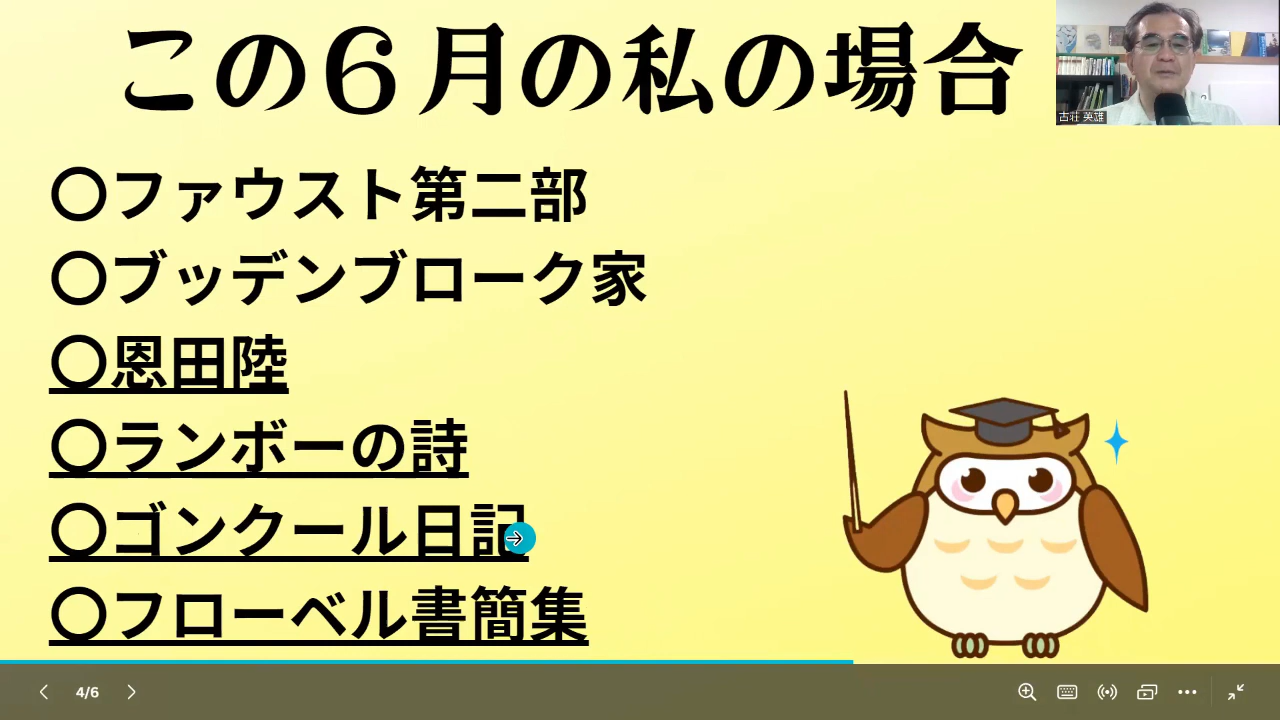 この６月の私の場合
古荘 英雄
〇ファウスト第二部
〇ブッデンブローク家
〇恩田陸
〇ランボーの詩
〇ゴンクール日記
〇フローベル書簡集
4/6